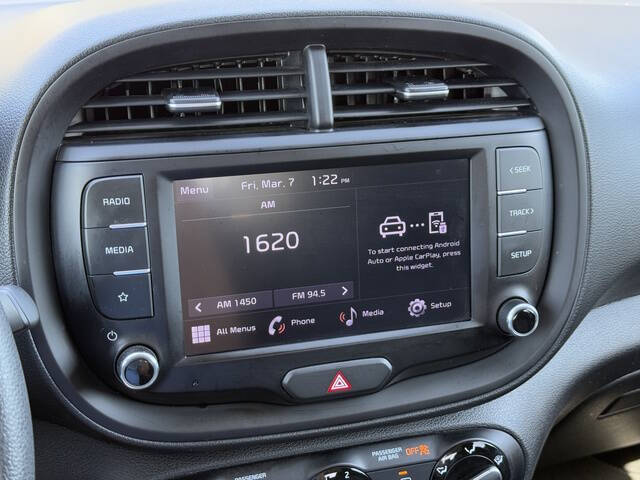 Menu Fri, Mar. 7 1:22 PM
AM
1620
< AM 1450 FM 94.5 >
To start connecting Android
Auto or Apple CarPlay, press
this widget.
All Menus Phone Media Setup
RADIO
MEDIA
< SEEK
TRACK >
SETUP
PASSENGER
AIR BAG
OFF
PASSENGER
2